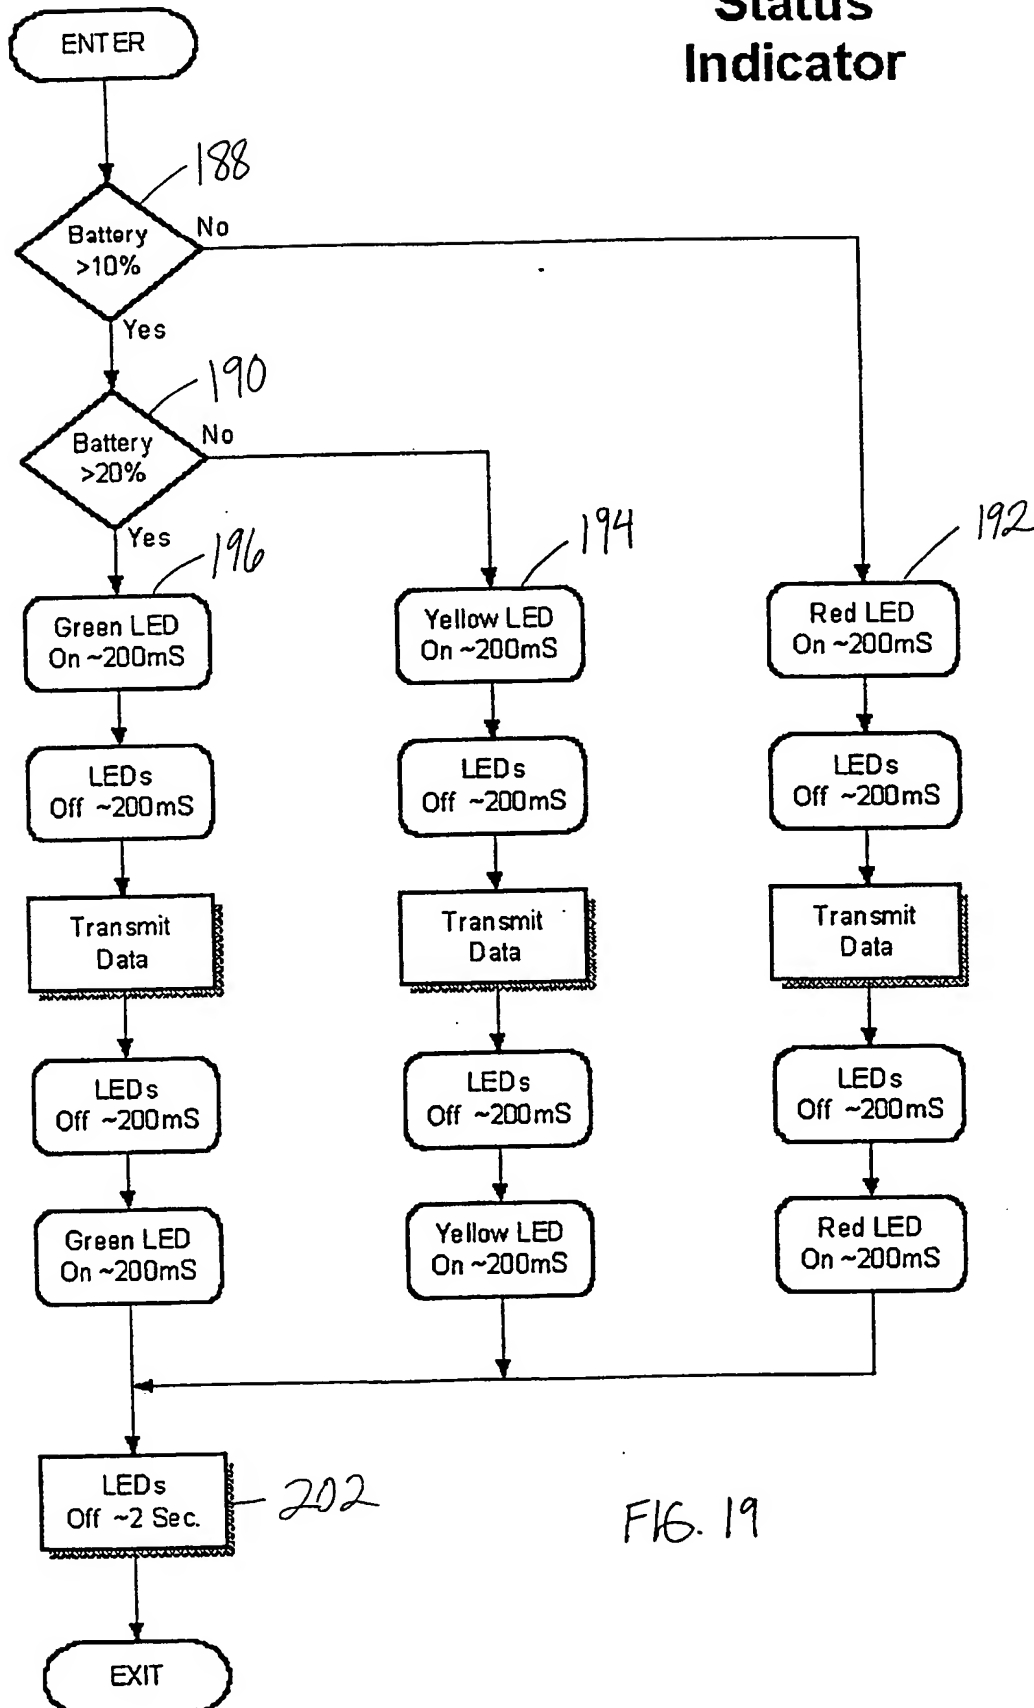 Status
Indicator
ENTER
188
Battery
>10%
No
Yes
190
Battery
>20%
No
Yes
196
194
192
Green LED
On ~200mS
Yellow LED
On ~200mS
Red LED
On ~200mS
LEDs
Off ~200mS
LEDs
Off ~200mS
LEDs
Off ~200mS
Transmit
Data
Transmit
Data
Transmit
Data
LEDs
Off ~200mS
LEDs
Off ~200mS
LEDs
Off ~200mS
Green LED
On ~200mS
Yellow LED
On ~200mS
Red LED
On ~200mS
LEDs
Off ~2 Sec.
202
FIG. 19
EXIT